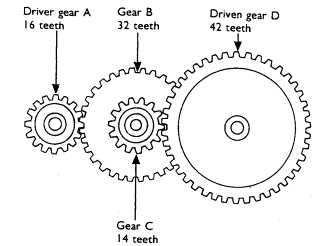 Driver gear A
16 teeth
Gear B
32 teeth
Driven gear D
42 teeth
Gear C
14 teeth